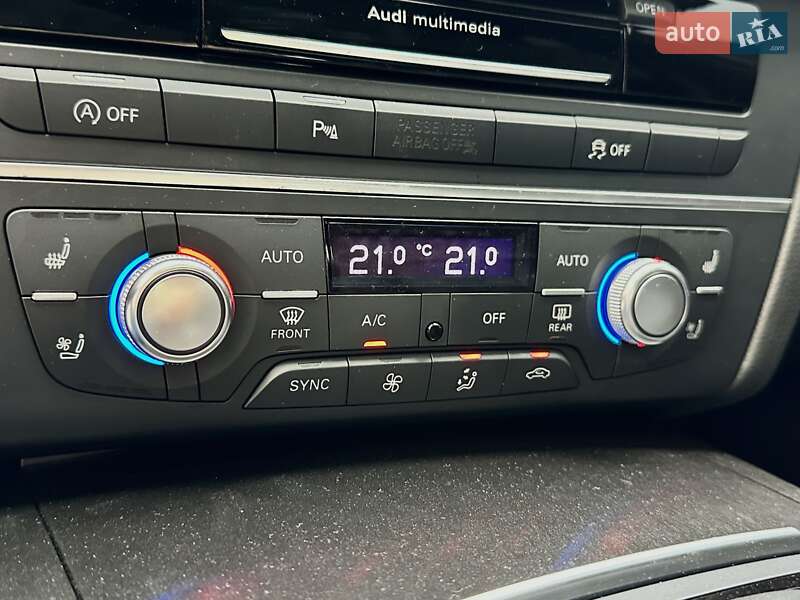 Audi multimedia
OPEN
auto RIA
.com
A OFF
P
PASSENGER
AIRBAG OFF
OFF
AUTO
21.0 °C 21.0
AUTO
FRONT
A/C
OFF
REAR
SYNC